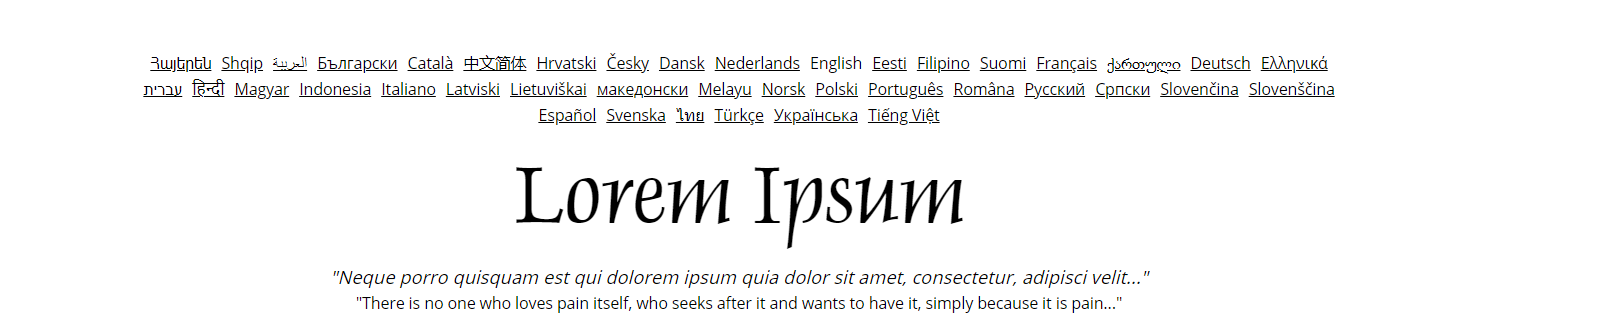 Հայերեն Shqip العربية Български Català 中文简体 Hrvatski Česky Dansk Nederlands English Eesti Filipino Suomi Français ქართული Deutsch Ελληνικά
עברית हिन्दी Magyar Indonesia Italiano Latviski Lietuviškai македонски Melayu Norsk Polski Português Româna Русский Српски Slovenčina Slovenščina
Español Svenska ไทย Türkçe Українська Tiếng Việt
Lorem Ipsum
"Neque porro quisquam est qui dolorem ipsum quia dolor sit amet, consectetur, adipisci velit..."
"There is no one who loves pain itself, who seeks after it and wants to have it, simply because it is pain..."